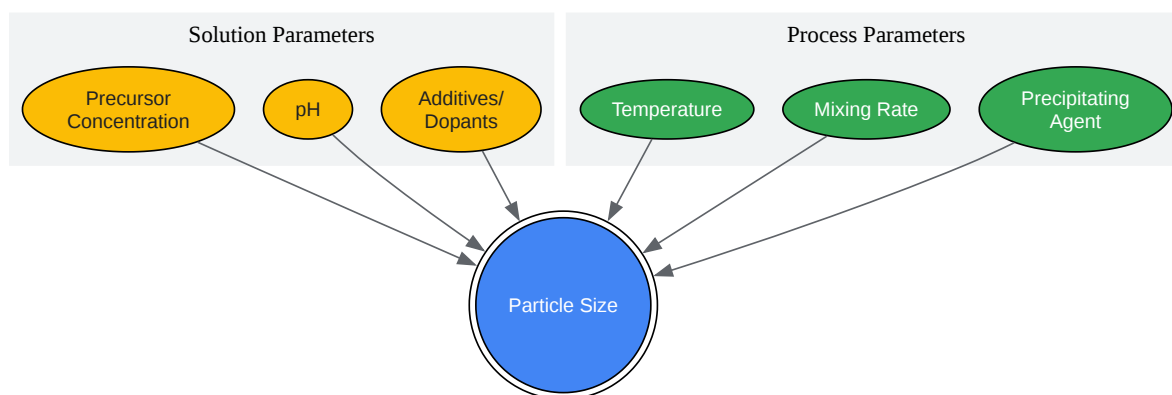 Solution Parameters
Process Parameters
Precursor
Concentration
pH
Additives/
Dopants
Temperature
Mixing Rate
Precipitating
Agent
Particle Size